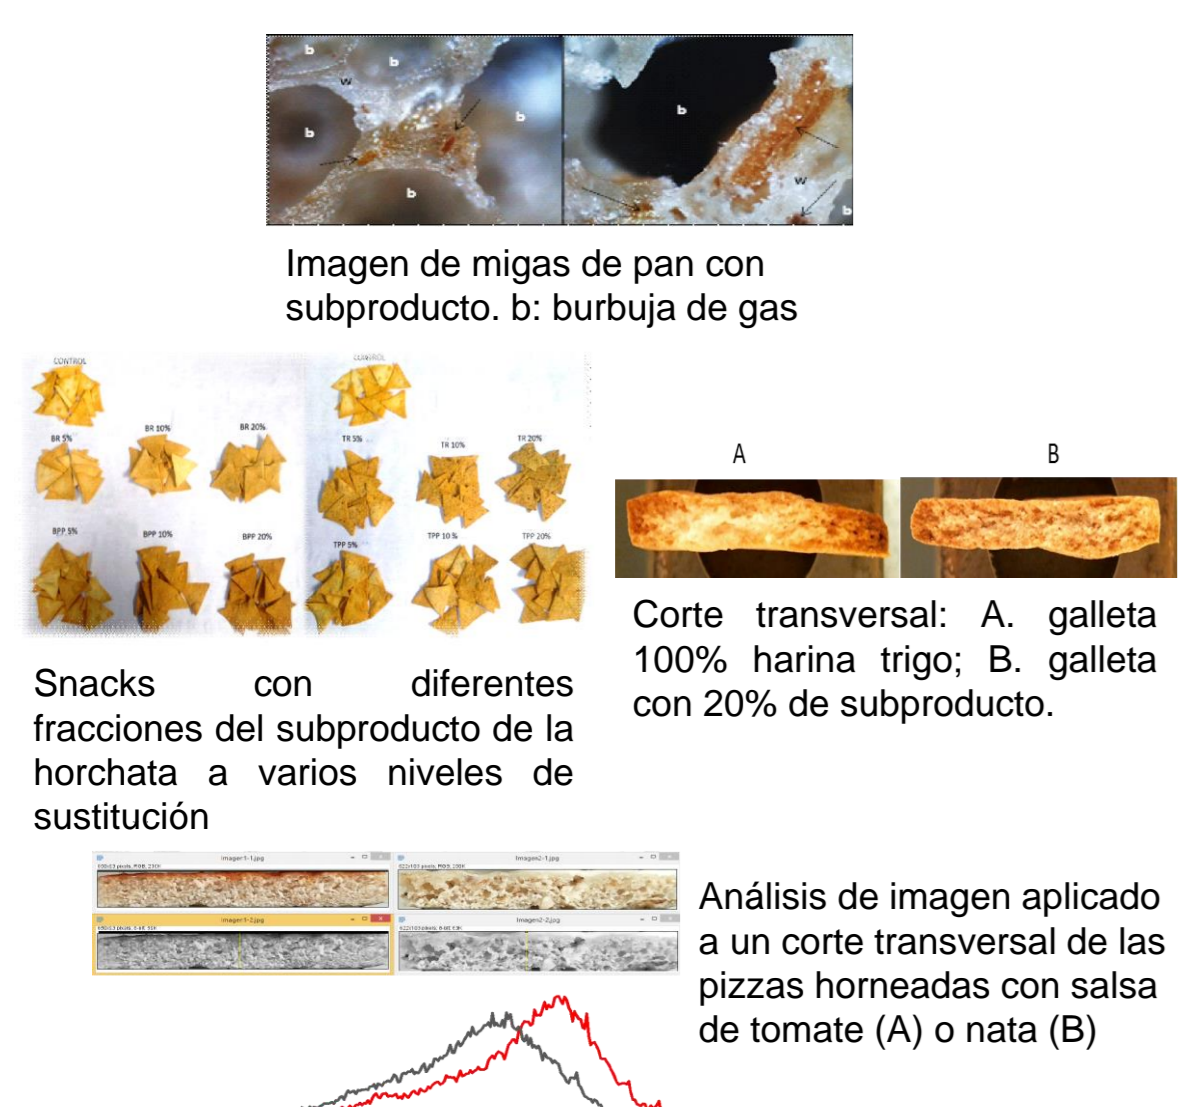 b
b
w
b
b
b
b
w
b
Imagen de migas de pan con
subproducto. b: burbuja de gas
CONTROL
CONTROL
BR 5%
BR 10%
BR 20%
TR 5%
TR 10%
TR 20%
BPP 5%
BPP 10%
BPP 20%
TPP 5%
TPP 10 %
TPP 20%
A
B
Corte transversal: A. galleta
100% harina trigo; B. galleta
con 20% de subproducto.
Snacks con diferentes
fracciones del subproducto de la
horchata a varios niveles de
sustitución
Imagen1-1.jpg
Imagen2-1.jpg
Imagen1-2.jpg
Imagen2-2.jpg
Análisis de imagen aplicado
a un corte transversal de las
pizzas horneadas con salsa
de tomate (A) o nata (B)